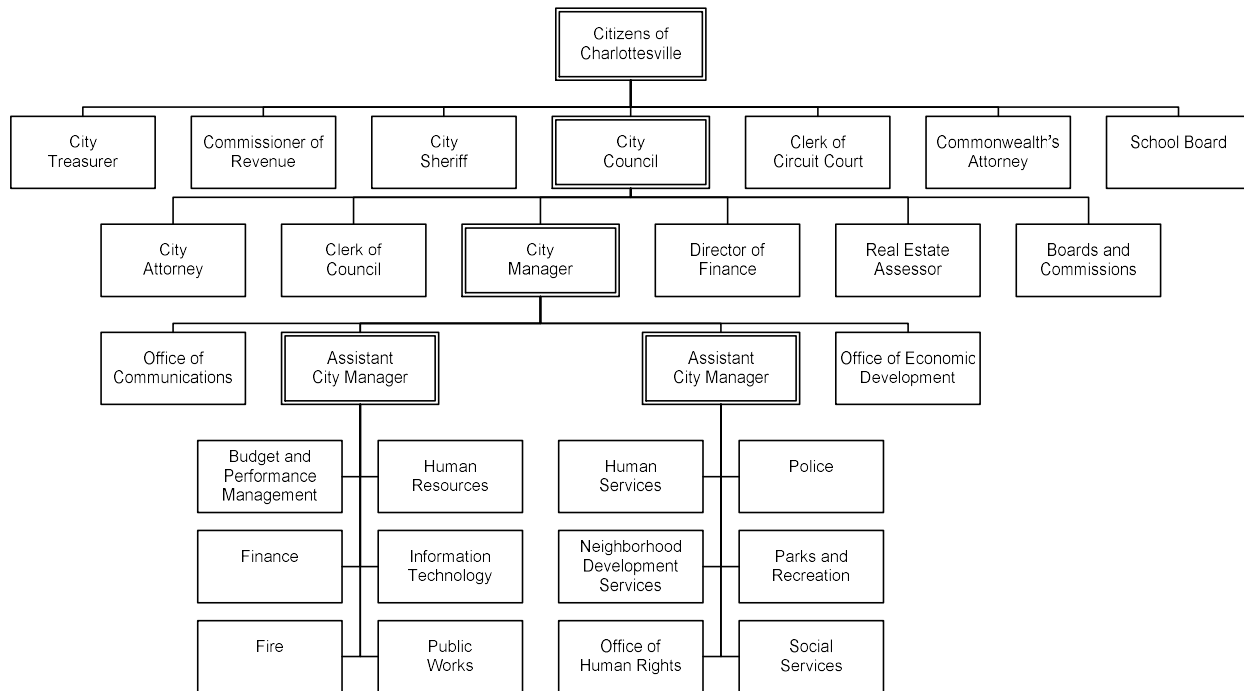 Citizens of
Charlottesville
City
Treasurer
Commissioner of
Revenue
City
Sheriff
City
Council
Clerk of
Circuit Court
Commonwealth's
Attorney
School Board
City
Attorney
Clerk of
Council
City
Manager
Director of
Finance
Real Estate
Assessor
Boards and
Commissions
Office of
Communications
Assistant
City Manager
Assistant
City Manager
Office of Economic
Development
Budget and
Performance
Management
Human
Resources
Human
Services
Police
Finance
Information
Technology
Neighborhood
Development
Services
Parks and
Recreation
Fire
Public
Works
Office of
Human Rights
Social
Services